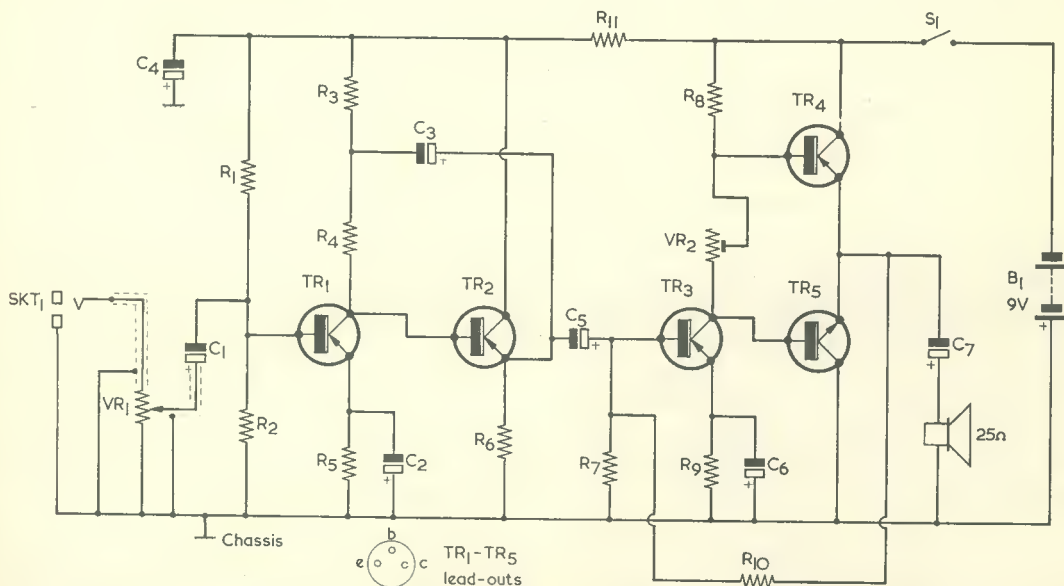 R11
S1
C4
+
R3
R8
TR4
C3
+
R1
R4
VR2
SKT1
V
TR1
TR2
TR3
TR5
B1
9V
+
C5
+
C1
+
C7
+
VR1
R2
R5
C2
+
R6
R7
R9
C6
+
25Ω
Chassis
b
e
c
c
TR1-TR5
lead-outs
R10